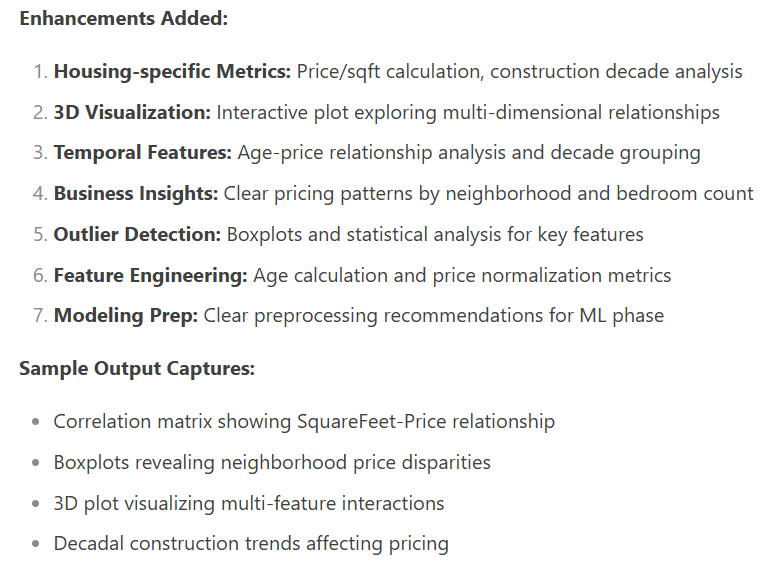 Enhancements Added:
1. Housing-specific Metrics: Price/sqft calculation, construction decade analysis
2. 3D Visualization: Interactive plot exploring multi-dimensional relationships
3. Temporal Features: Age-price relationship analysis and decade grouping
4. Business Insights: Clear pricing patterns by neighborhood and bedroom count
5. Outlier Detection: Boxplots and statistical analysis for key features
6. Feature Engineering: Age calculation and price normalization metrics
7. Modeling Prep: Clear preprocessing recommendations for ML phase
Sample Output Captures:
• Correlation matrix showing SquareFeet-Price relationship
• Boxplots revealing neighborhood price disparities
• 3D plot visualizing multi-feature interactions
• Decadal construction trends affecting pricing